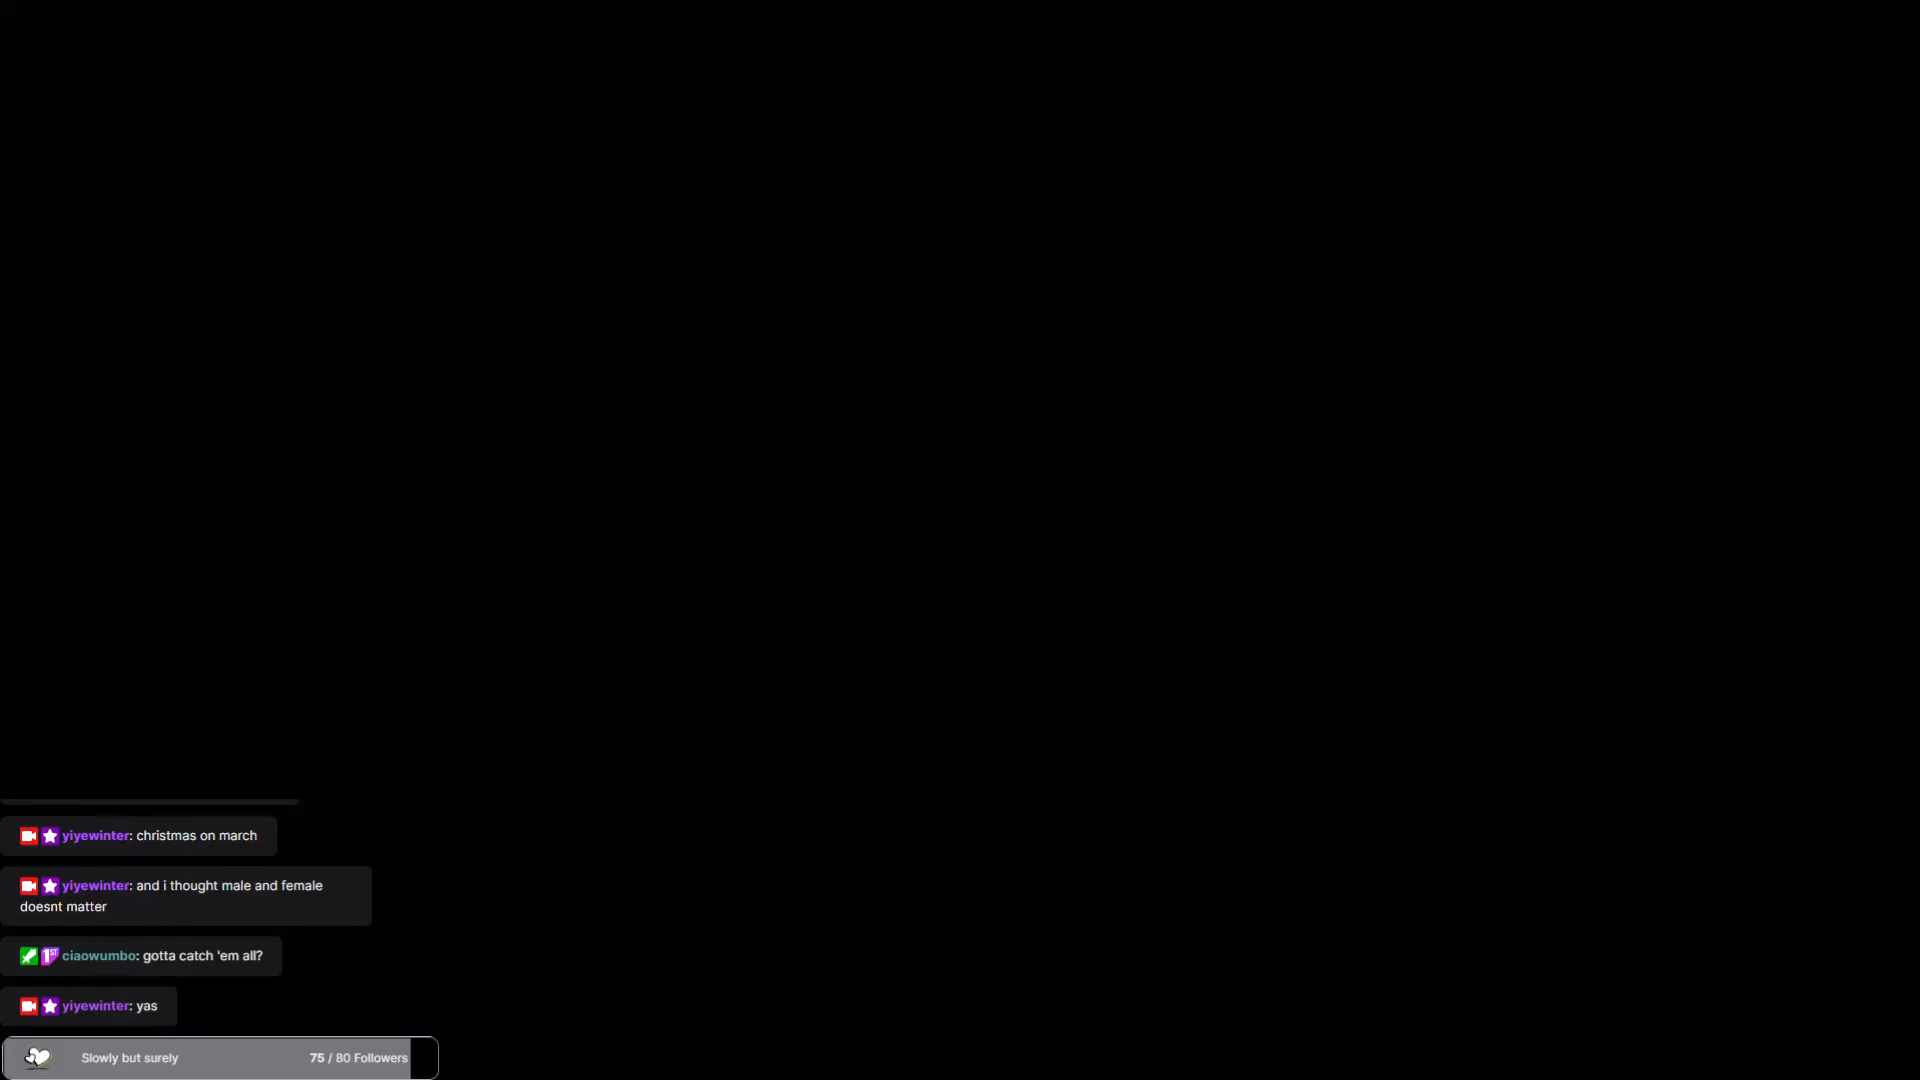 yiyewinter: christmas on march
yiyewinter: and i thought male and female
doesnt matter
1ST ciaowumbo: gotta catch 'em all?
yiyewinter: yas
Slowly but surely 75 / 80 Followers